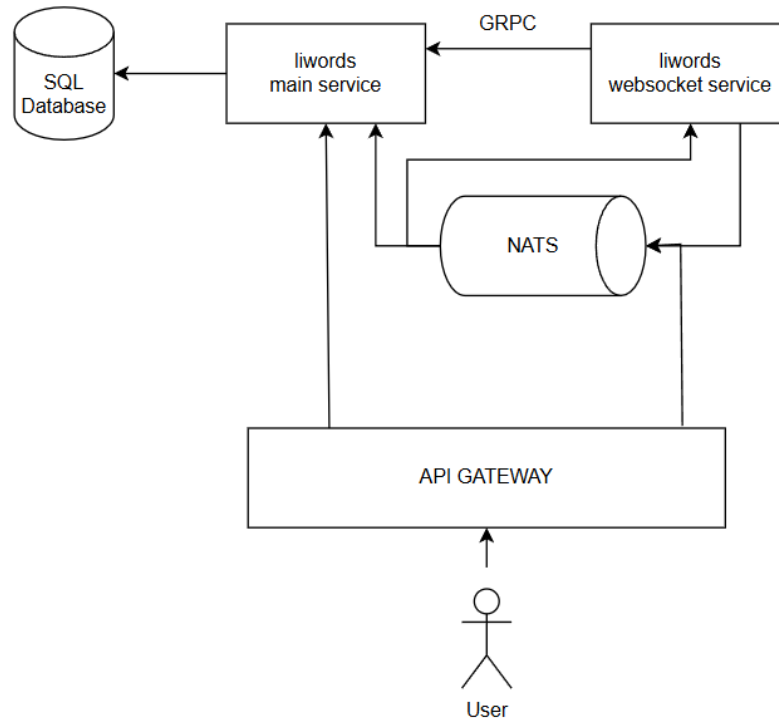 GRPC
SQL
Database
liwords
main service
liwords
websocket service
NATS
API GATEWAY
User